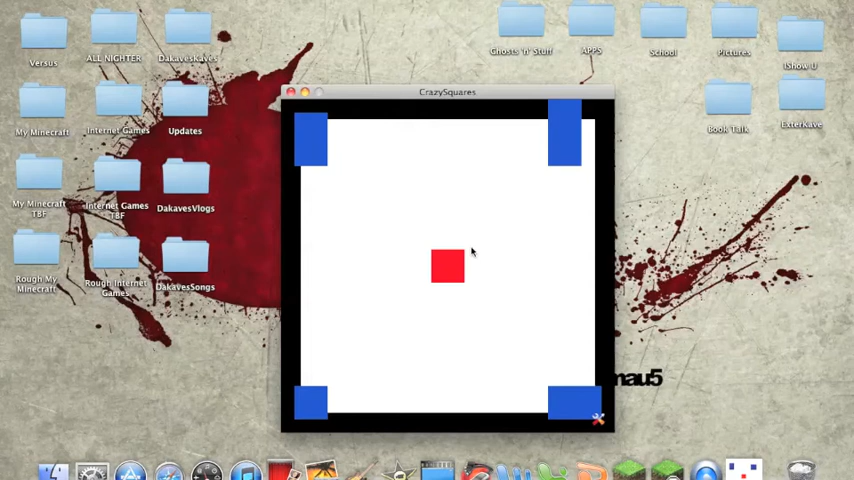 Versus
ALL NIGHTER
DakavesKaves
Ghosts 'n' Stuff
APPS
School
Pictures
IShow U
My Minecraft
Internet Games
Updates
Book Talk
ExterKave
CrazySquares
My Minecraft
TBF
Internet Games
TBF
DakavesVlogs
Rough My
Minecraft
Rough Internet
Games
DakavesSongs
mau5